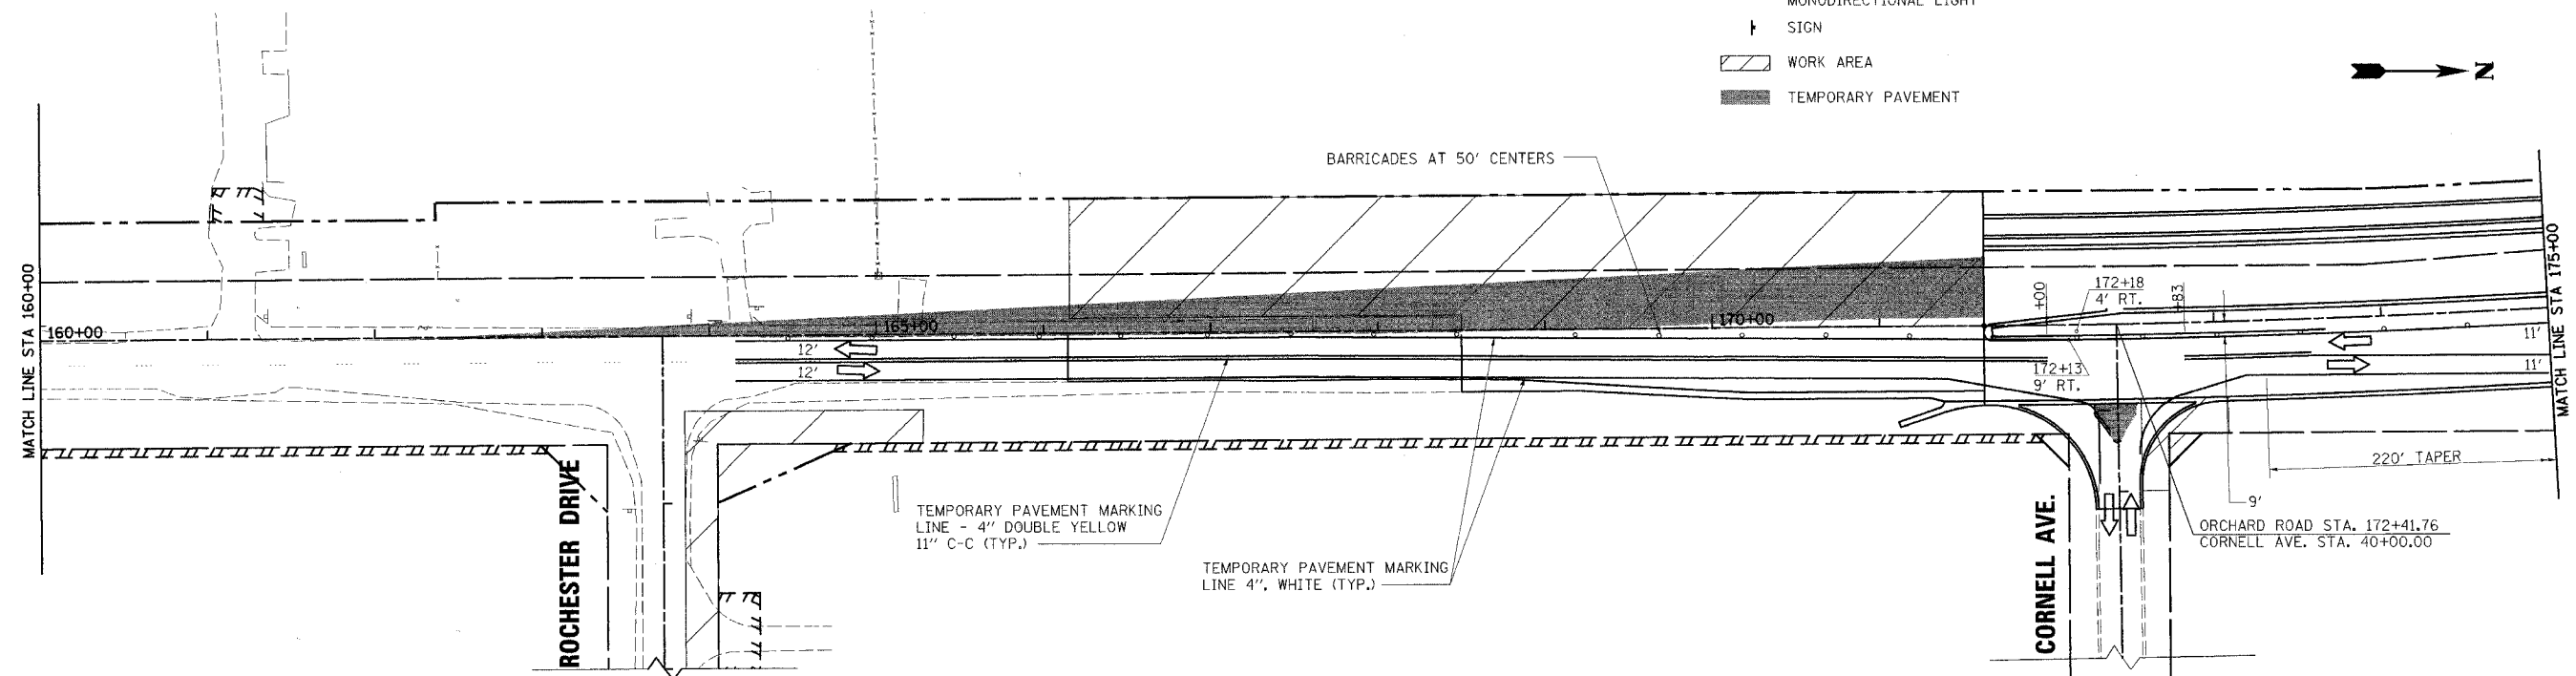 MONODIRECTIONAL LIGHT
SIGN
WORK AREA
TEMPORARY PAVEMENT
N
BARRICADES AT 50' CENTERS
MATCH LINE STA 160+00
160+00
165+00
170+00
12'
12'
+00
172+18
4' RT.
+83
172+13
9' RT.
11'
11'
MATCH LINE STA 175+00
220' TAPER
9'
ORCHARD ROAD STA. 172+41.76
CORNELL AVE. STA. 40+00.00
ROCHESTER DRIVE
TEMPORARY PAVEMENT MARKING
LINE - 4" DOUBLE YELLOW
11" C-C (TYP.)
TEMPORARY PAVEMENT MARKING
LINE 4", WHITE (TYP.)
CORNELL AVE.